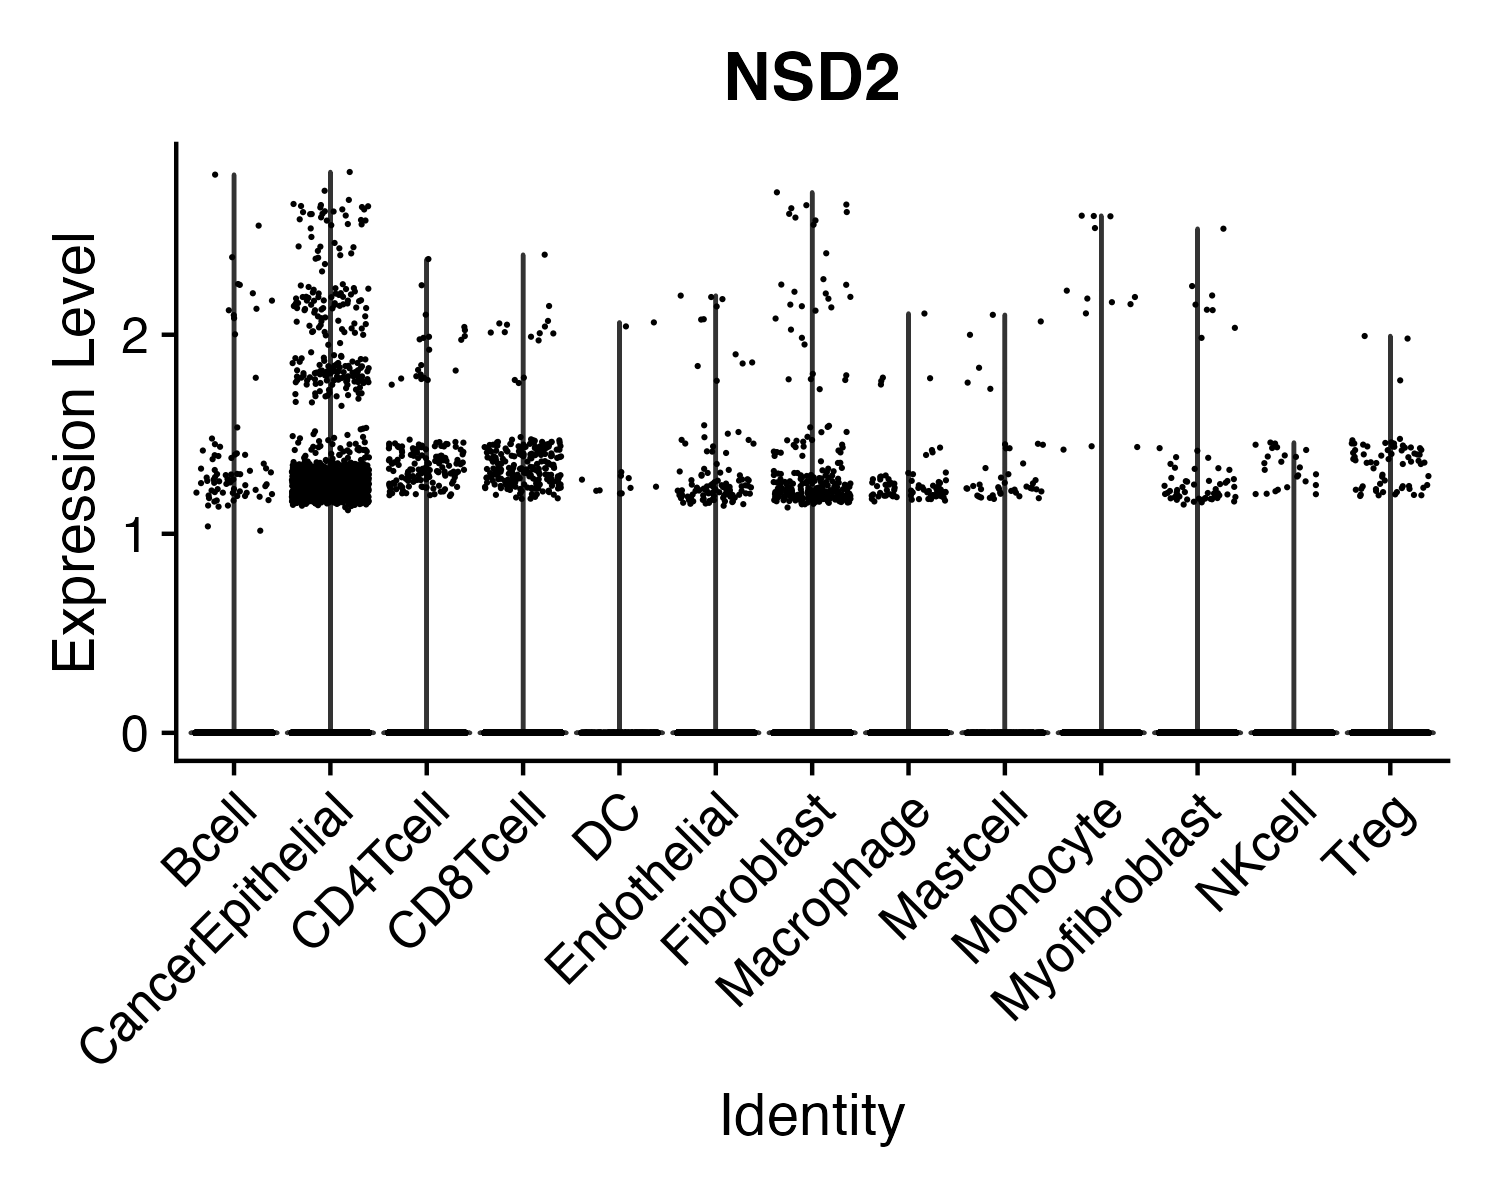 NSD2
Expression Level
2
1
0
Bcell
CancerEpithelial
CD4Tcell
CD8Tcell
DC
Endothelial
Fibroblast
Macrophage
Mastcell
Monocyte
Myofibroblast
NKcell
Treg
Identity